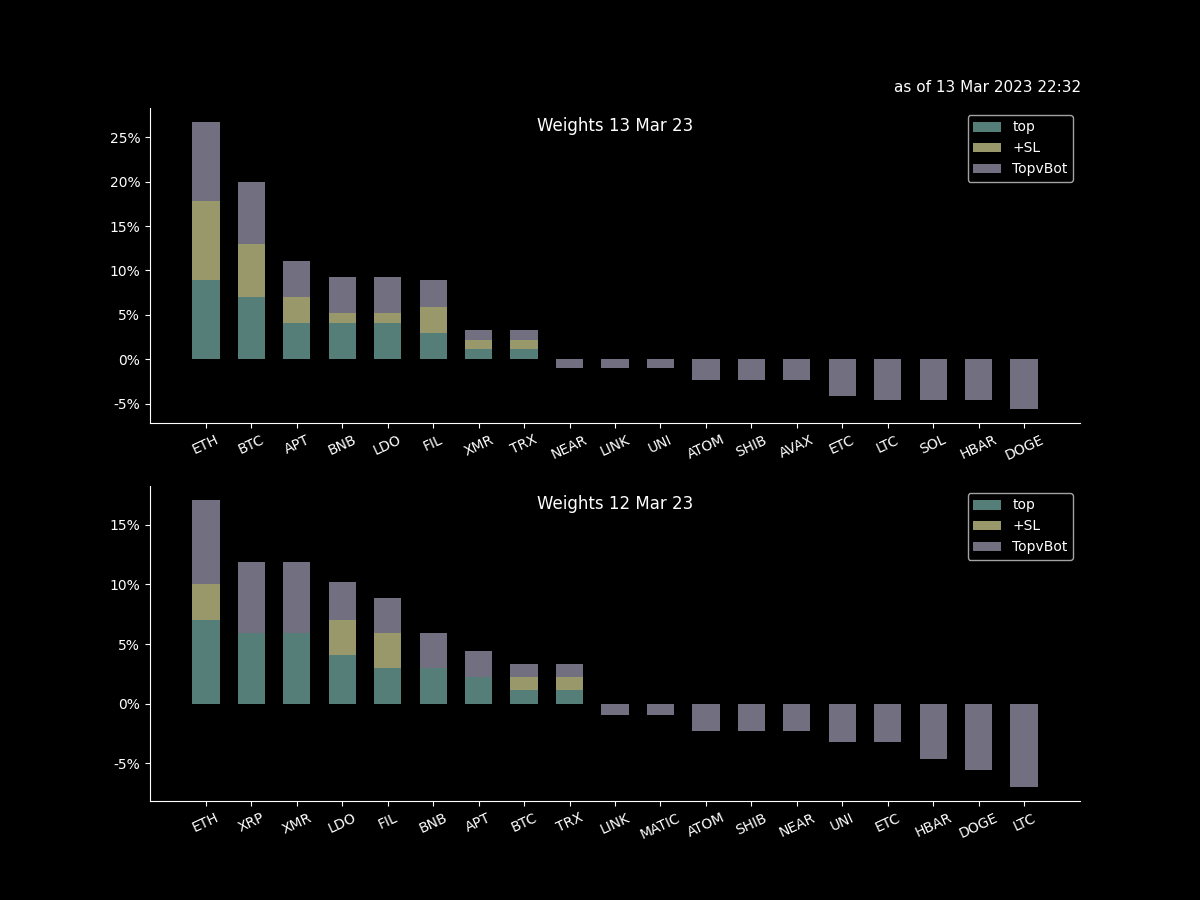 as of 13 Mar 2023 22:32
Weights 13 Mar 23
top
+SL
TopvBot
25%
20%
15%
10%
5%
0%
-5%
ETH BTC APT BNB LDO FIL XMR TRX NEAR LINK UNI ATOM SHIB AVAX ETC LTC SOL HBAR DOGE
Weights 12 Mar 23
top
+SL
TopvBot
15%
10%
5%
0%
-5%
ETH XRP XMR LDO FIL BNB APT BTC TRX LINK MATIC ATOM SHIB NEAR UNI ETC HBAR DOGE LTC